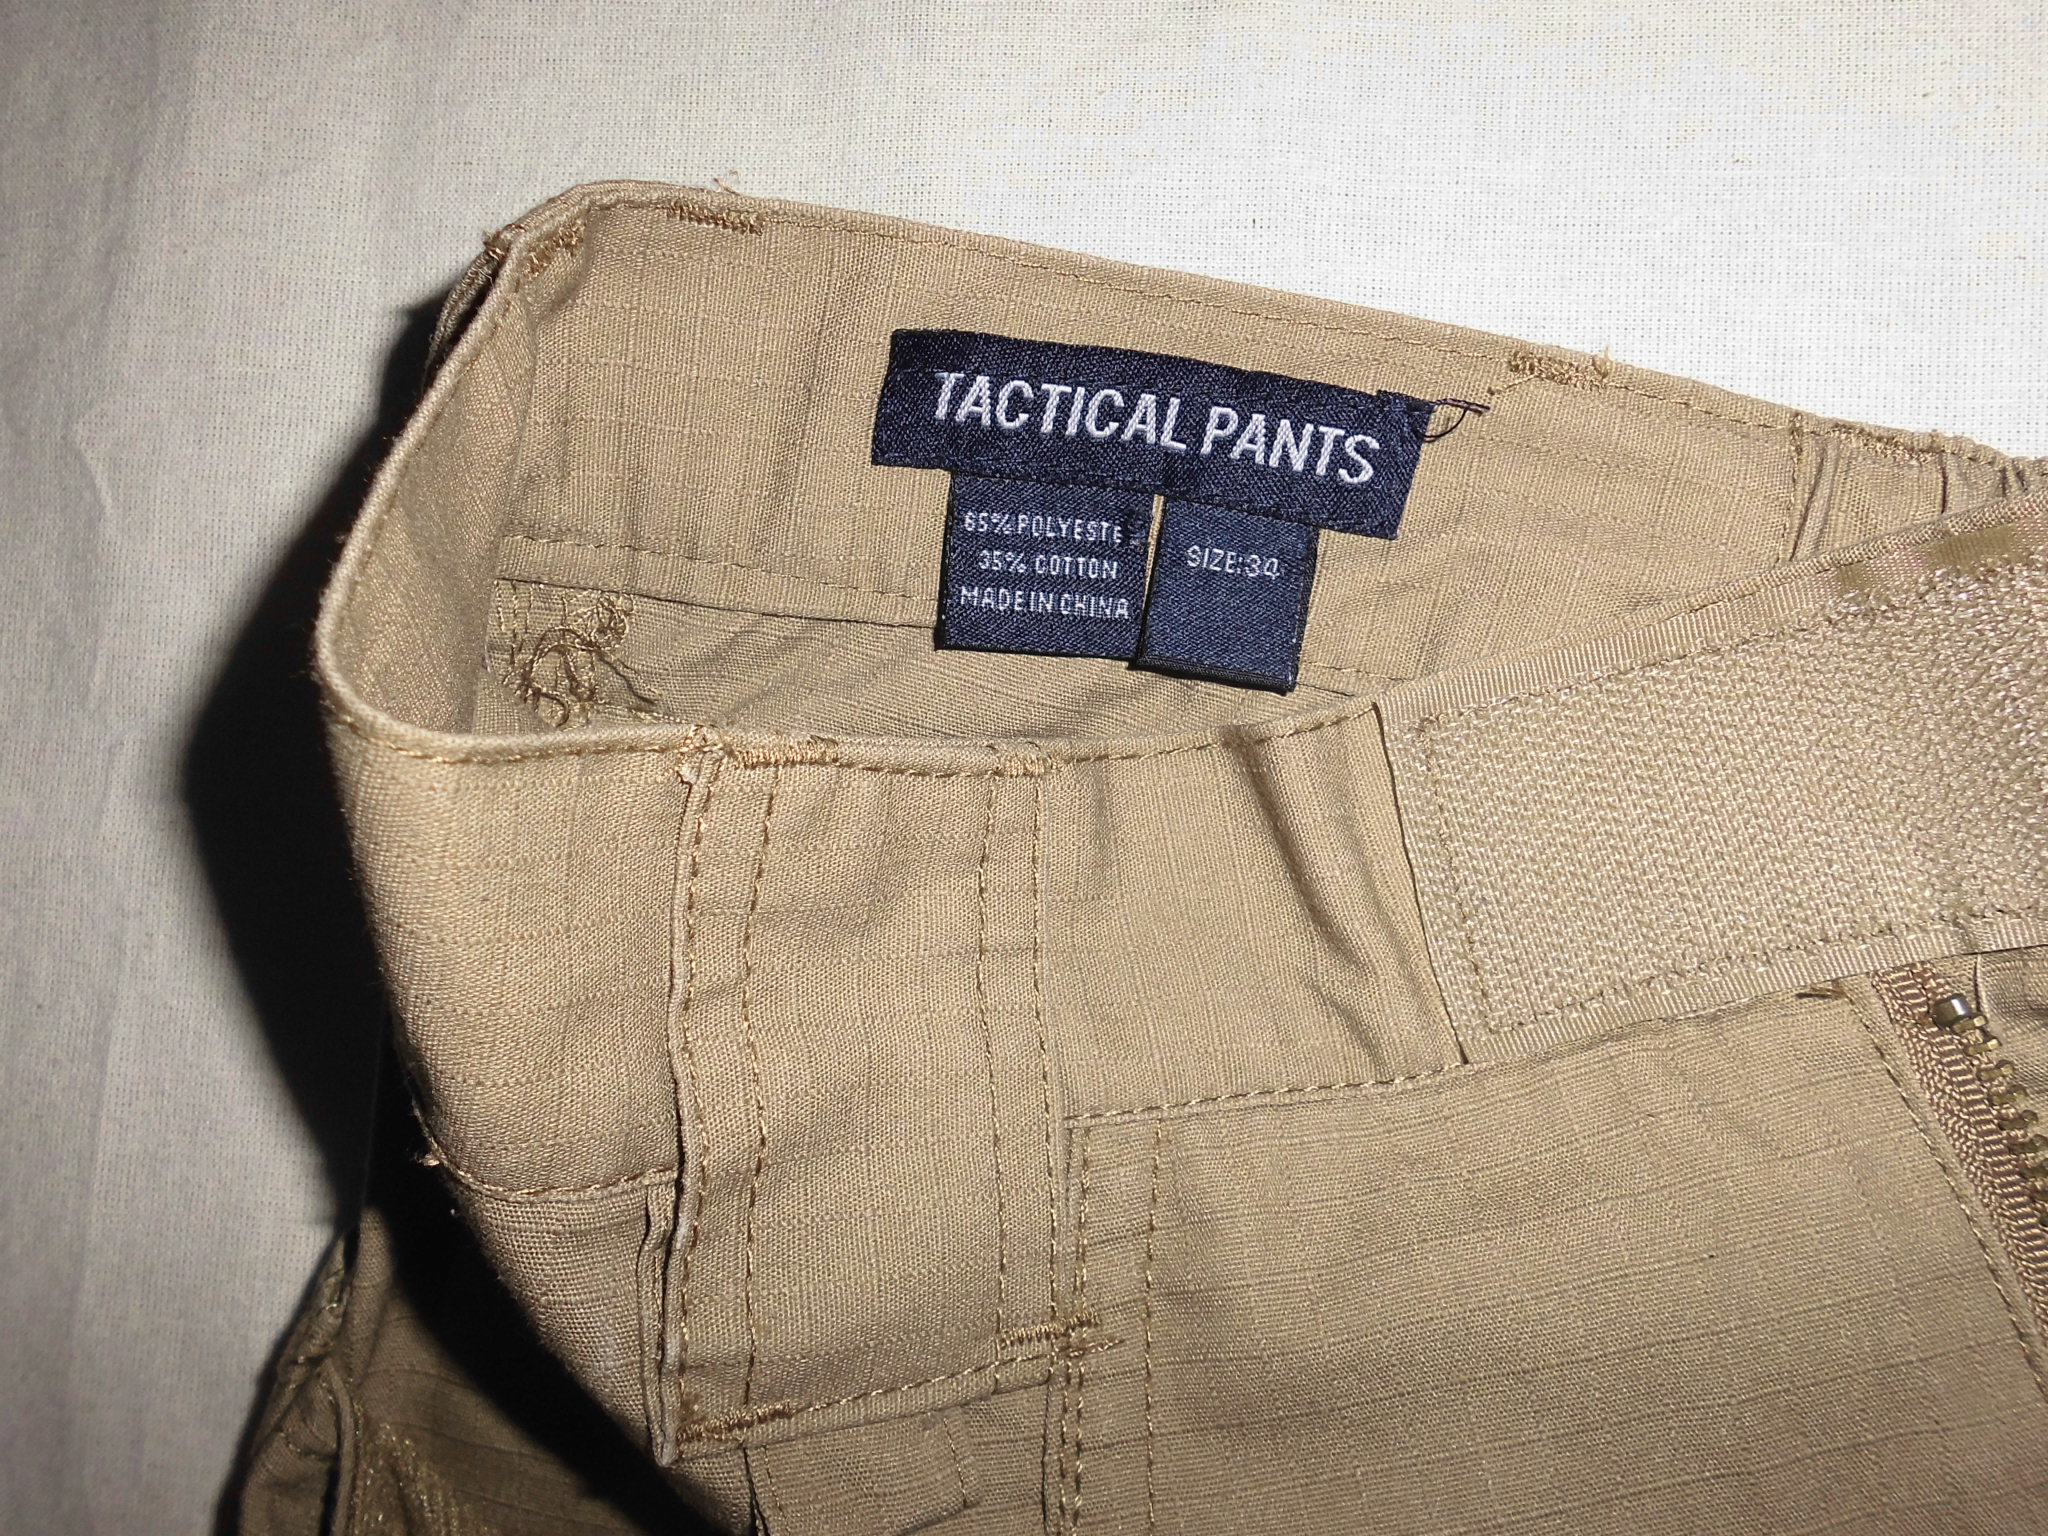 TACTICAL PANTS
65% POLYESTE
35% COTTON
MADE IN CHINA
SIZE:34